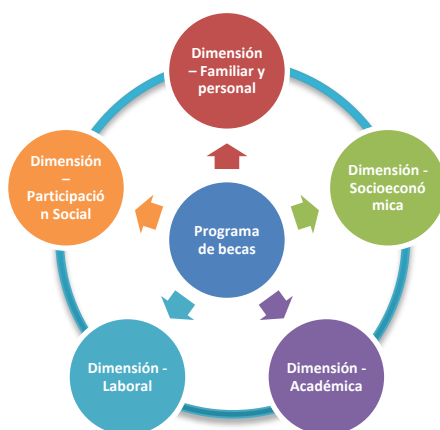 Dimensión
– Familiar y
personal
Dimensión
–
Participació
n Social
Dimensión -
Socioeconó
mica
Programa
de becas
Dimensión -
Laboral
Dimensión -
Académica